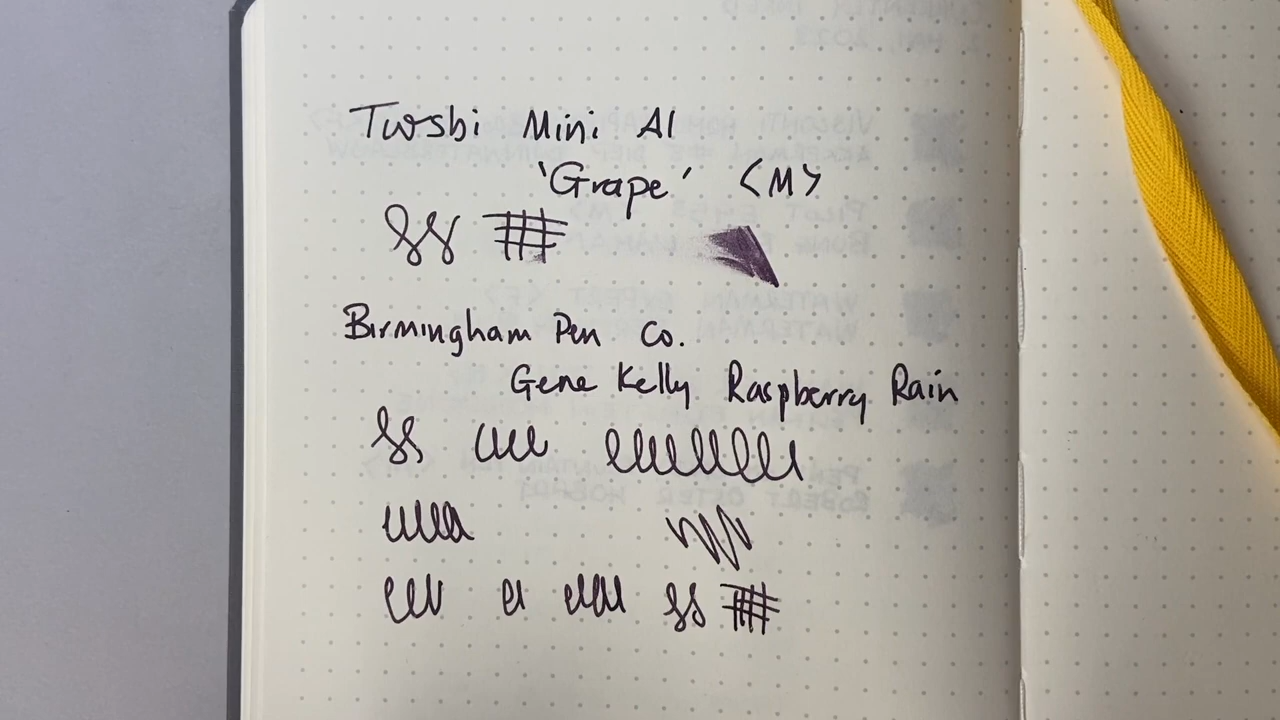 Twsbi Mini Al
'Grape' <M>
Birmingham Pen Co.
Gene Kelly Raspberry Rain